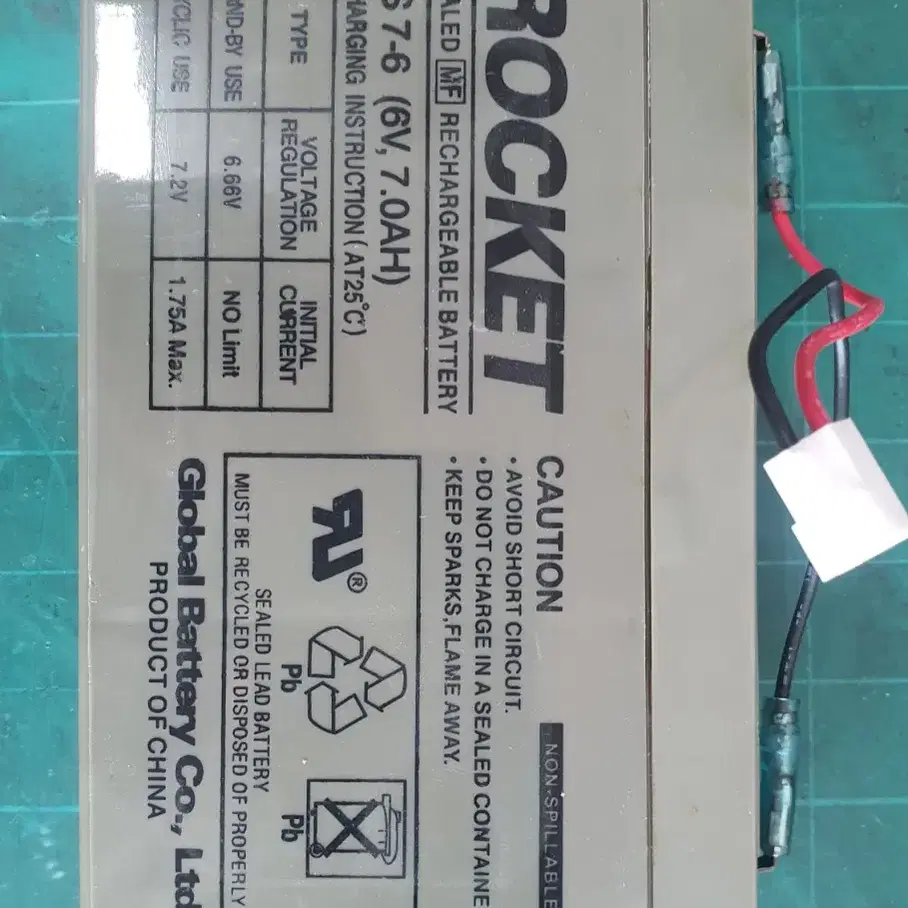 ROCKET
ALED MF RECHARGEABLE BATTERY
S 7-6 (6V, 7.0AH)
HARGING INSTRUCTION (AT25°C)
TYPE VOLTAGE REGULATION INITIAL CURRENT
ND-BY USE 6.66V NO Limit
YCLIC USE 7.2V 1.75A Max.
CAUTION
NON-SPILLABLE
• AVOID SHORT CIRCUIT.
• DO NOT CHARGE IN A SEALED CONTAINE
• KEEP SPARKS,FLAME AWAY.
®
Pb
Pb
SEALED LEAD BATTERY
MUST BE RECYCLED OR DISPOSED OF PROPERLY
Global Battery Co., Ltd
PRODUCT OF CHINA